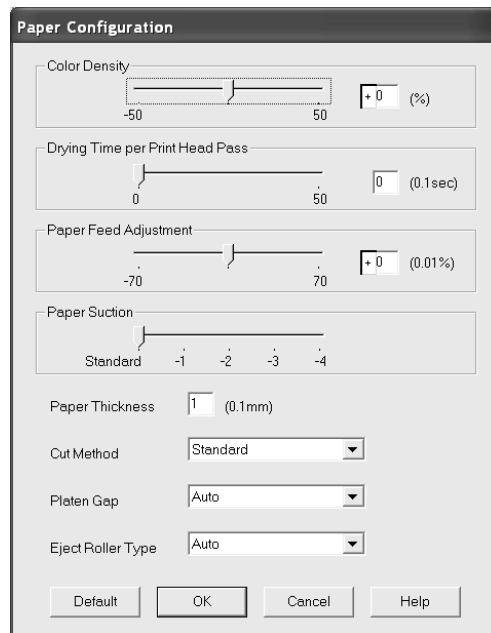 Paper Configuration
Color Density
+ 0 (%)
-50 50
Drying Time per Print Head Pass
0 (0.1sec)
0 50
Paper Feed Adjustment
+ 0 (0.01%)
-70 70
Paper Suction
Standard -1 -2 -3 -4
Paper Thickness 1 (0.1mm)
Cut Method Standard
Platen Gap Auto
Eject Roller Type Auto
Default OK Cancel Help